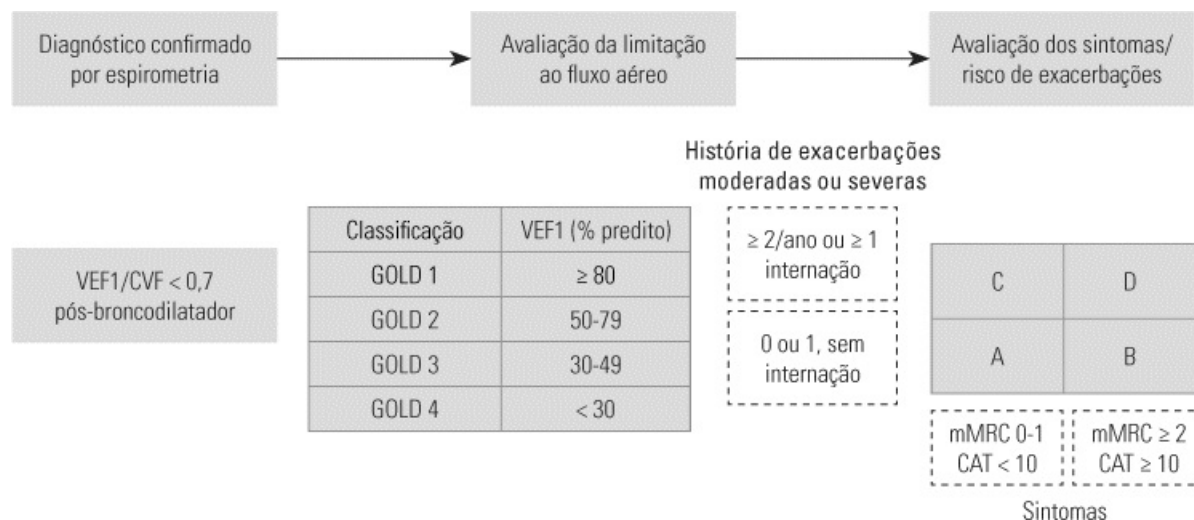 Diagnóstico confirmado
por espirometria
Avaliação da limitação
ao fluxo aéreo
Avaliação dos sintomas/
risco de exacerbações
História de exacerbações
moderadas ou severas
VEF1/CVF < 0,7
pós-broncodilatador
Classificação VEF1 (% predito)
GOLD 1 ≥ 80
GOLD 2 50-79
GOLD 3 30-49
GOLD 4 < 30
≥ 2/ano ou ≥ 1
internação
0 ou 1, sem
internação
C D
A B
mMRC 0-1
CAT < 10
mMRC ≥ 2
CAT ≥ 10
Sintomas